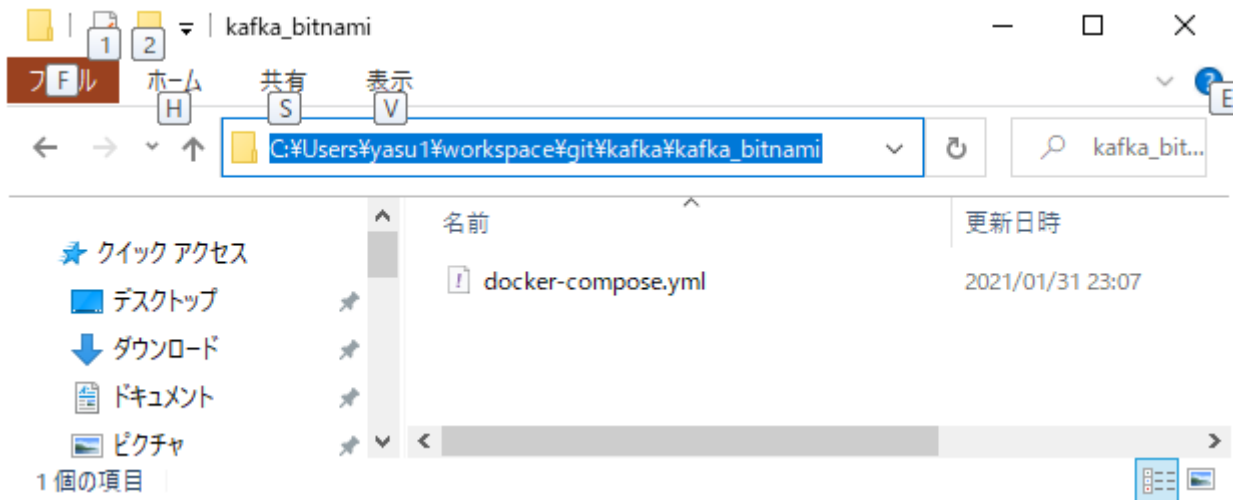 kafka_bitnami
1
2
フ F ル
ホーム
共有
表示
H
S
V
E
C:¥Users¥yasu1¥workspace¥git¥kafka¥kafka_bitnami
kafka_bit...
名前
更新日時
クイック アクセス
docker-compose.yml
2021/01/31 23:07
デスクトップ
ダウンロード
ドキュメント
ピクチャ
1 個の項目